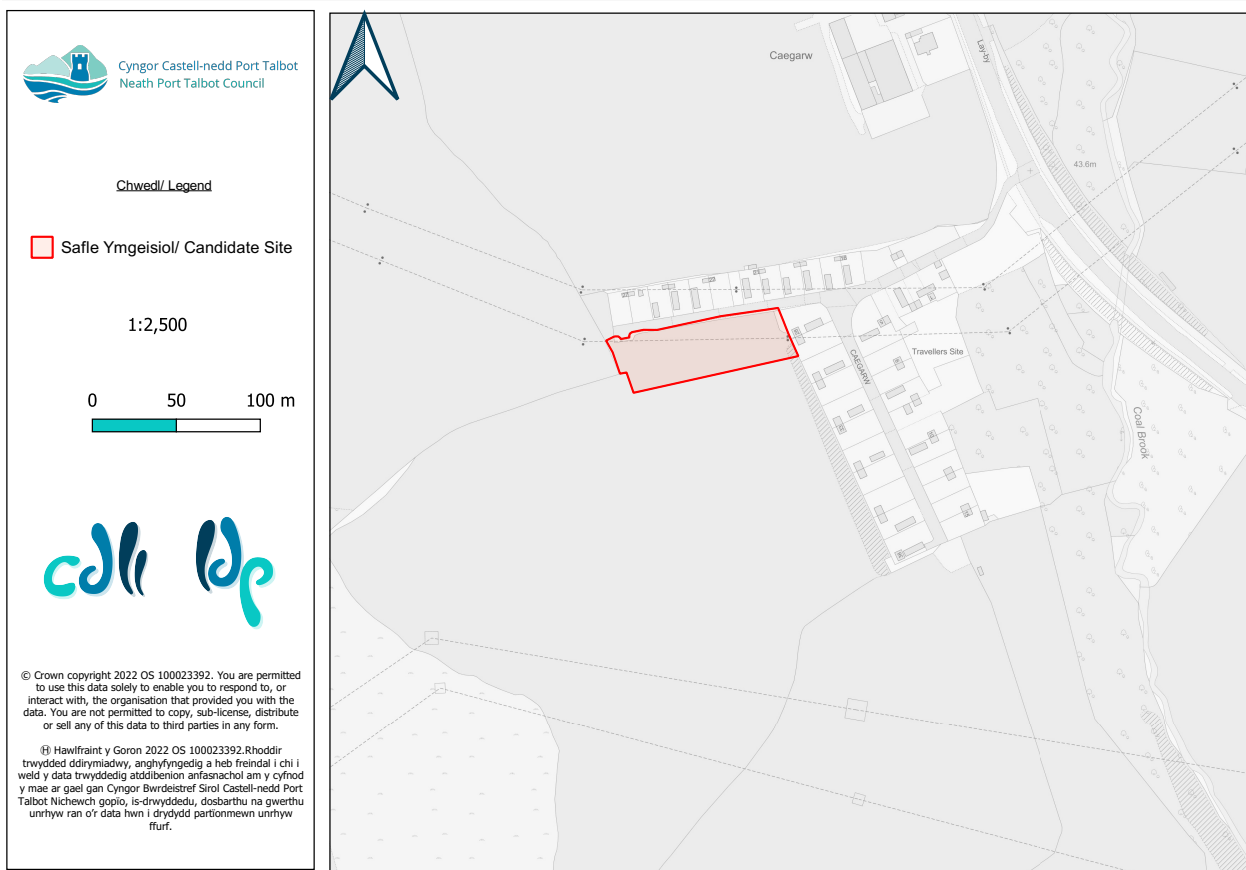 Cyngor Castell-nedd Port Talbot
Neath Port Talbot Council
Chwedl/ Legend
Safle Ymgeisiol/ Candidate Site
1:2,500
0 50 100 m
cdll ldp
© Crown copyright 2022 OS 100023392. You are permitted
to use this data solely to enable you to respond to, or
interact with, the organisation that provided you with the
data. You are not permitted to copy, sub-license, distribute
or sell any of this data to third parties in any form.
Ⓗ Hawlfraint y Goron 2022 OS 100023392.Rhoddir
trwydded ddirymiadwy, anghyfyngedig a heb freindal i chi i
weld y data trwyddedig atddibenion anfasnachol am y cyfnod
y mae ar gael gan Cyngor Bwrdeistref Sirol Castell-nedd Port
Talbot Nichewch gopïo, is-drwyddedu, dosbarthu na gwerthu
unrhyw ran o'r data hwn i drydydd partïonmewn unrhyw
ffurf.
Caegarw
Lay-by
43.6m
Travellers Site
CAEGARW
Coal Brook